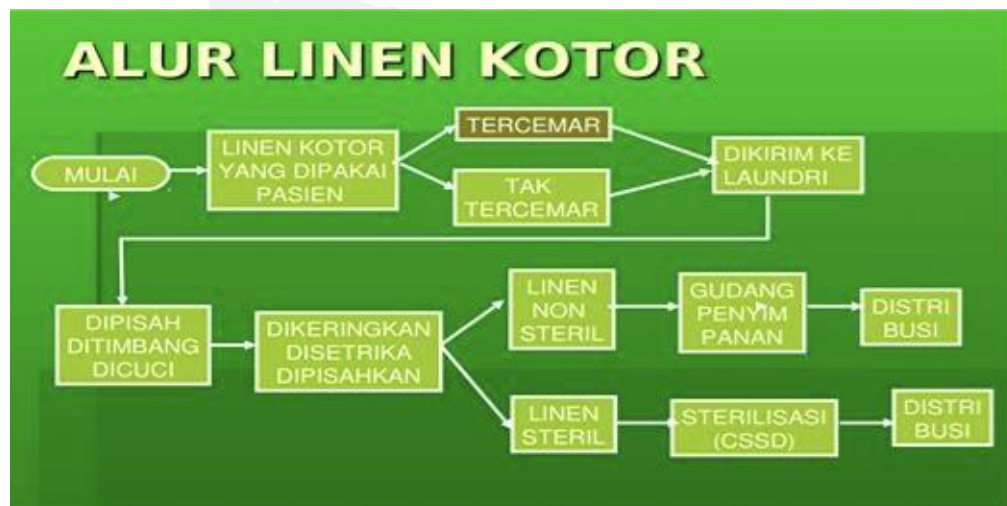 ALUR LINEN KOTOR
MULAI
LINEN KOTOR
YANG DIPAKAI
PASIEN
TERCEMAR
TAK
TERCEMAR
DIKIRIM KE
LAUNDRI
DIPISAH
DITIMBANG
DICUCI
DIKERINGKAN
DISETRIKA
DIPISAHKAN
LINEN
NON
STERIL
GUDANG
PENYIM
PANAN
DISTRI
BUSI
LINEN
STERIL
STERILISASI
(CSSD)
DISTRI
BUSI